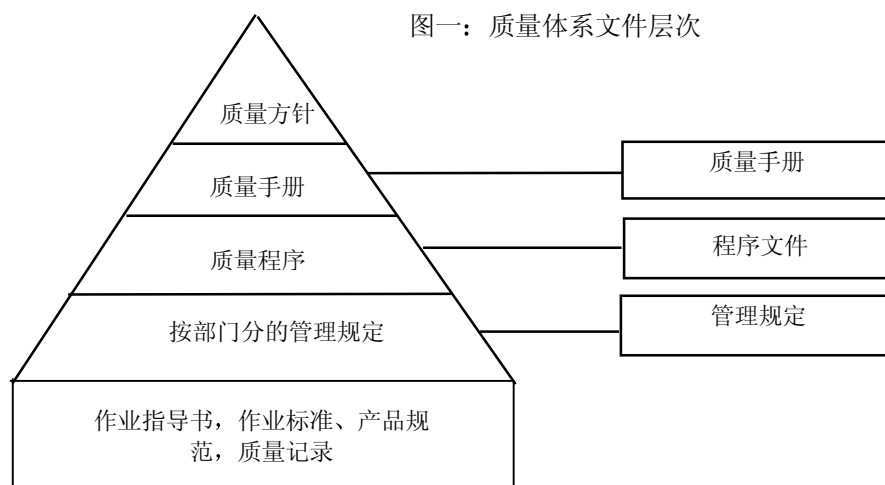 图一：质量体系文件层次
质量方针
质量手册
质量手册
质量程序
程序文件
按部门分的管理规定
管理规定
作业指导书，作业标准、产品规
范，质量记录